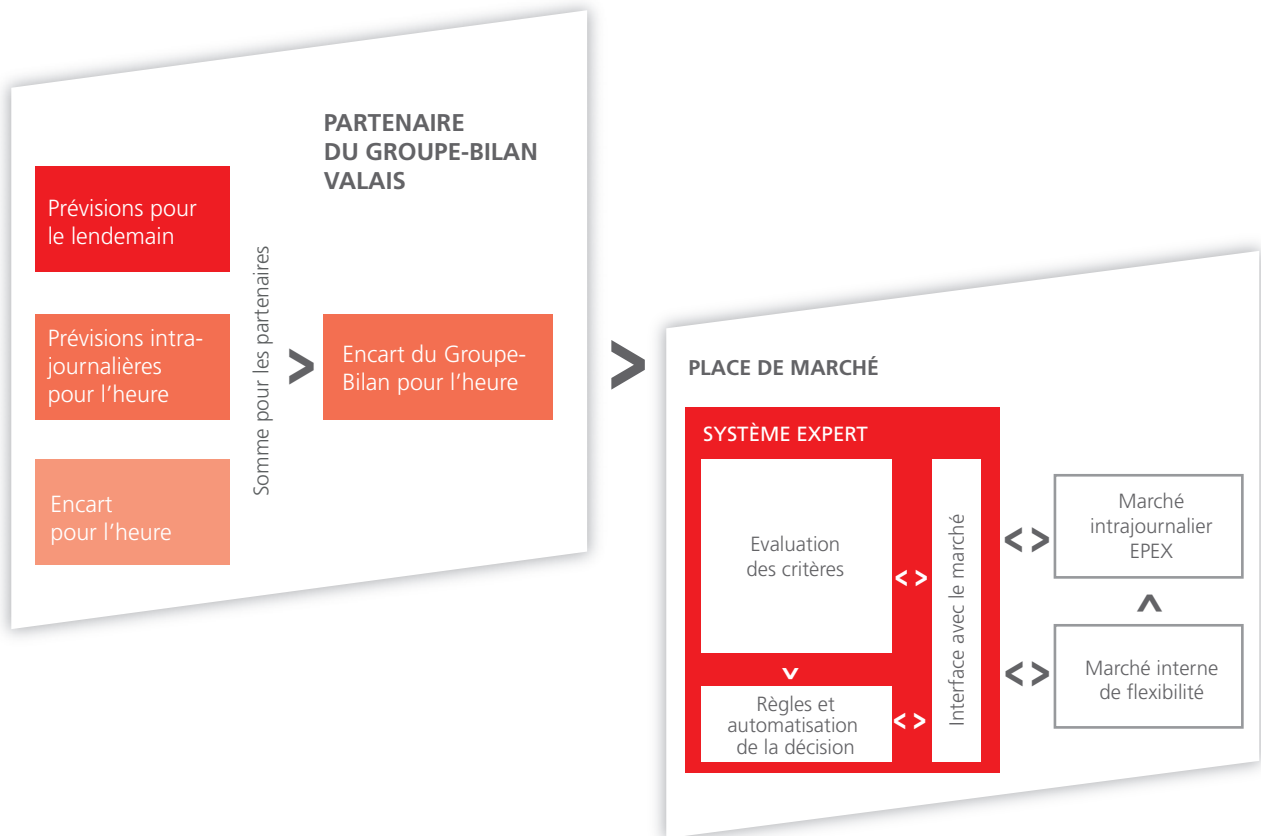 PARTENAIRE
DU GROUPE-BILAN
VALAIS
Prévisions pour
le lendemain
Prévisions intra-
journalières
pour l'heure
Encart
pour l'heure
Somme pour les partenaires
>
Encart du Groupe-
Bilan pour l'heure
>
PLACE DE MARCHÉ
SYSTÈME EXPERT
Evaluation
des critères
< >
Règles et
automatisation
de la décision
< >
Interface avec le marché
< >
Marché
intrajournalier
EPEX
< >
Marché interne
de flexibilité